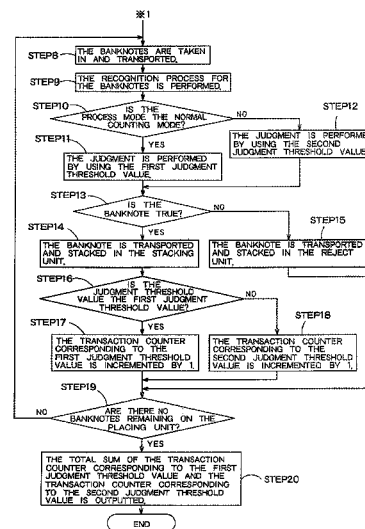 ※1
STEP8
THE BANKNOTES ARE TAKEN
IN AND TRANSPORTED.
STEP9
THE RECOGNITION PROCESS FOR
THE BANKNOTES IS PERFORMED.
STEP10
IS THE
PROCESS MODE THE NORMAL
COUNTING MODE?
NO
STEP12
THE JUDGMENT IS PERFORMED
BY USING THE SECOND
JUDGMENT THRESHOLD VALUE
YES
STEP11
THE JUDGMENT IS PERFORMED
BY USING THE FIRST JUDGMENT
THRESHOLD VALUE.
STEP13
IS THE
BANKNOTE TRUE?
NO
YES
STEP14
THE BANKNOTE IS TRANSPORTED
AND STACKED IN THE STACKING
UNIT.
STEP15
THE BANKNOTE IS TRANSPORTED
AND STACKED IN THE REJECT
UNIT.
STEP16
IS THE
JUDGMENT THRESHOLD
VALUE THE FIRST JUDGMENT
THRESHOLD VALUE?
NO
YES
STEP17
THE TRANSACTION COUNTER
CORRESPONDING TO THE
FIRST JUDGMENT THRESHOLD
VALUE IS INCREMENTED BY 1.
STEP18
THE TRANSACTION COUNTER
CORRESPONDING TO THE
SECOND JUDGMENT THRESHOLD
VALUE IS INCREMENTED BY 1.
STEP19
NO
ARE THERE NO
BANKNOTES REMAINING ON THE
PLACING UNIT?
YES
THE TOTAL SUM OF THE TRANSACTION
COUNTER CORRESPONDING TO THE FIRST
JUDGMENT THRESHOLD VALUE AND THE
TRANSACTION COUNTER CORRESPONDING
TO THE SECOND JUDGMENT THRESHOLD
VALUE IS OUTPUTTED.
STEP20
END